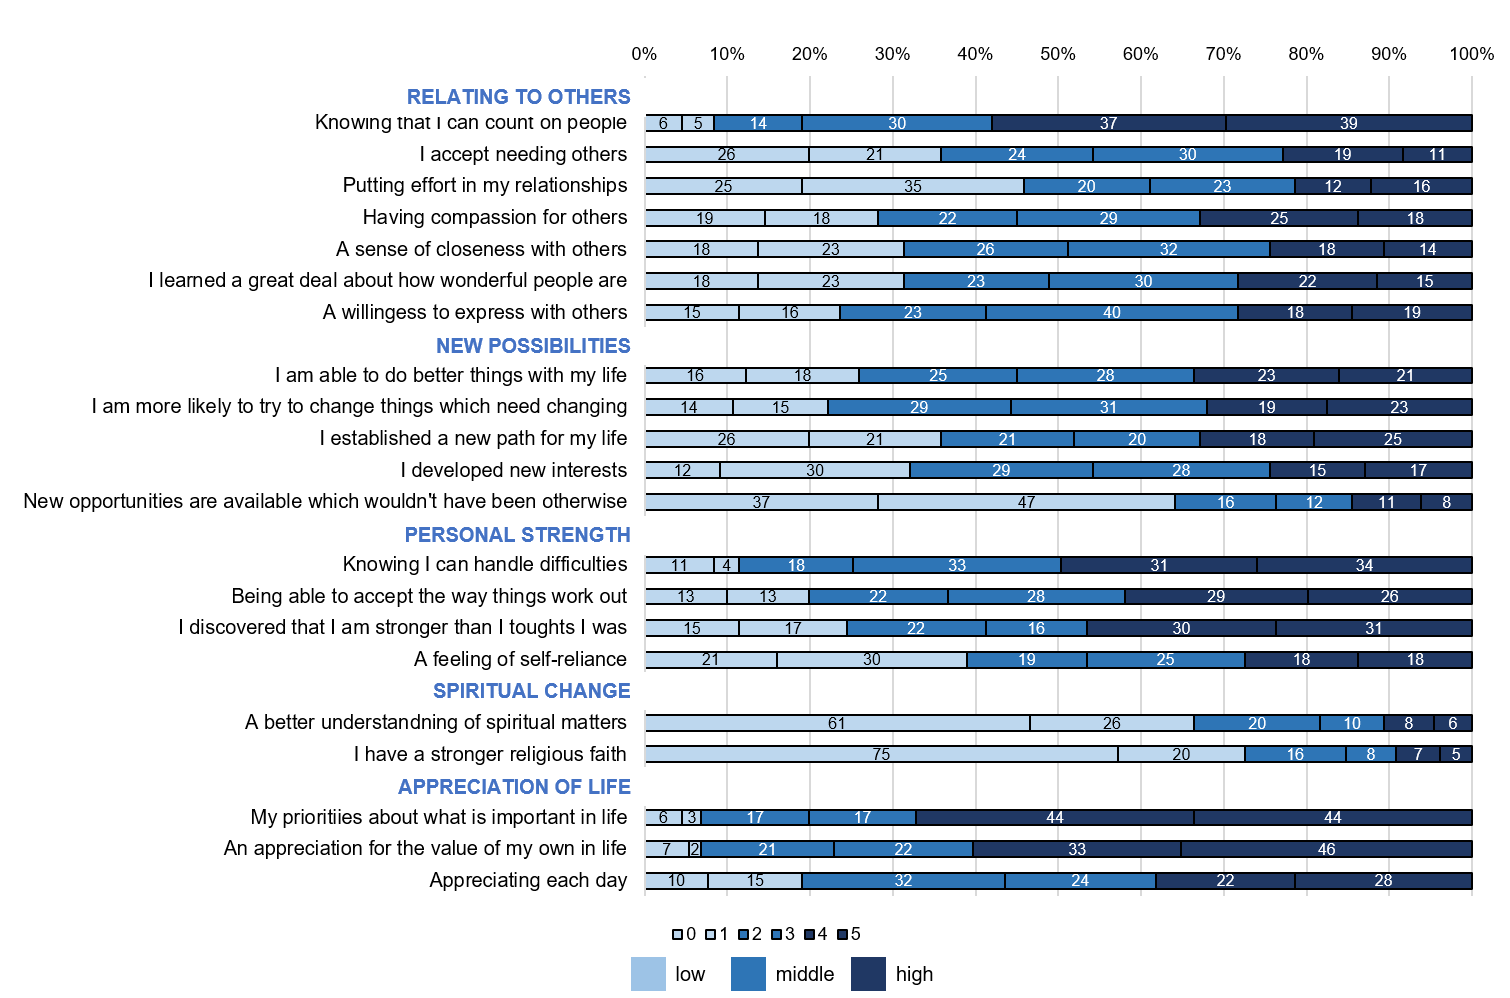 0% 10% 20% 30% 40% 50% 60% 70% 80% 90% 100%
RELATING TO OTHERS
Knowing that I can count on people 6 5 14 30 37 39
I accept needing others 26 21 24 30 19 11
Putting effort in my relationships 25 35 20 23 12 16
Having compassion for others 19 18 22 29 25 18
A sense of closeness with others 18 23 26 32 18 14
I learned a great deal about how wonderful people are 18 23 23 30 22 15
A willingess to express with others 15 16 23 40 18 19
NEW POSSIBILITIES
I am able to do better things with my life 16 18 25 28 23 21
I am more likely to try to change things which need changing 14 15 29 31 19 23
I established a new path for my life 26 21 21 20 18 25
I developed new interests 12 30 29 28 15 17
New opportunities are available which wouldn't have been otherwise 37 47 16 12 11 8
PERSONAL STRENGTH
Knowing I can handle difficulties 11 4 18 33 31 34
Being able to accept the way things work out 13 13 22 28 29 26
I discovered that I am stronger than I toughts I was 15 17 22 16 30 31
A feeling of self-reliance 21 30 19 25 18 18
SPIRITUAL CHANGE
A better understandning of spiritual matters 61 26 20 10 8 6
I have a stronger religious faith 75 20 16 8 7 5
APPRECIATION OF LIFE
My prioritiies about what is important in life 6 3 17 17 44 44
An appreciation for the value of my own in life 7 2 21 22 33 46
Appreciating each day 10 15 32 24 22 28
0 1 2 3 4 5
low middle high